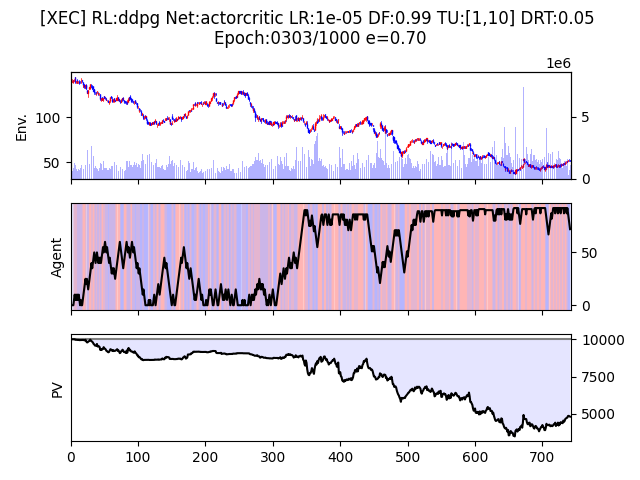 [XEC] RL:ddpg Net:actorcritic LR:1e-05 DF:0.99 TU:[1,10] DRT:0.05
Epoch:0303/1000 e=0.70
1e6
Env.
100
50
5
0
Agent
50
0
PV
10000
7500
5000
0 100 200 300 400 500 600 700